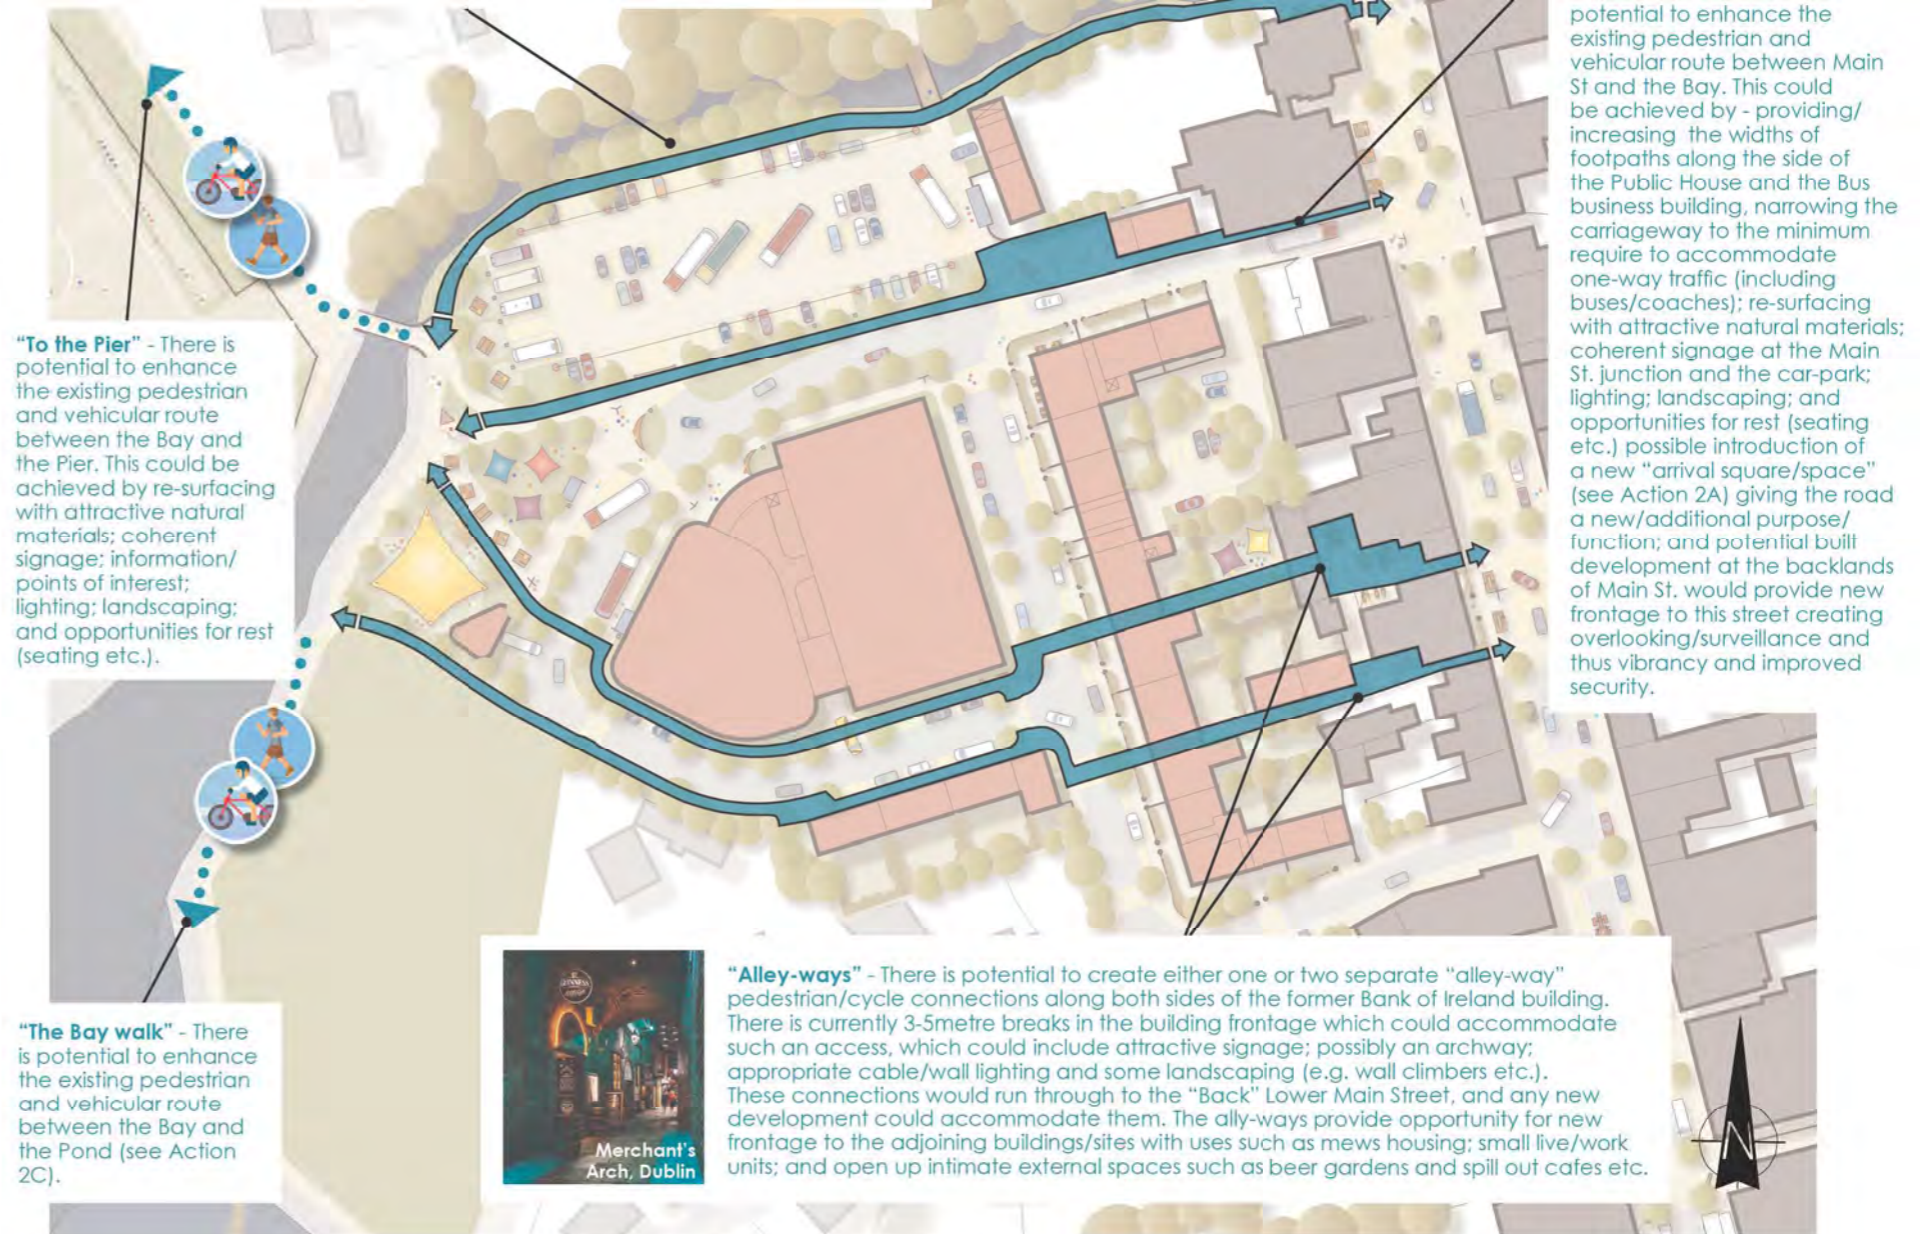 potential to enhance the
existing pedestrian and
vehicular route between Main
St and the Bay. This could
be achieved by - providing/
increasing the widths of
footpaths along the side of
the Public House and the Bus
business building, narrowing the
carriageway to the minimum
require to accommodate
one-way traffic (including
buses/coaches); re-surfacing
with attractive natural materials;
coherent signage at the Main
St. junction and the car-park;
lighting; landscaping; and
opportunities for rest (seating
etc.) possible introduction of
a new “arrival square/space”
(see Action 2A) giving the road
a new/additional purpose/
function; and potential built
development at the backlands
of Main St. would provide new
frontage to this street creating
overlooking/surveillance and
thus vibrancy and improved
security.
“To the Pier” - There is
potential to enhance
the existing pedestrian
and vehicular route
between the Bay and
the Pier. This could be
achieved by re-surfacing
with attractive natural
materials; coherent
signage; information/
points of interest;
lighting; landscaping;
and opportunities for rest
(seating etc.).
“The Bay walk” - There
is potential to enhance
the existing pedestrian
and vehicular route
between the Bay and
the Pond (see Action
2C).
GUINNESS
Merchant's
Arch, Dublin
“Alley-ways” - There is potential to create either one or two separate “alley-way”
pedestrian/cycle connections along both sides of the former Bank of Ireland building.
There is currently 3-5metre breaks in the building frontage which could accommodate
such an access, which could include attractive signage; possibly an archway;
appropriate cable/wall lighting and some landscaping (e.g. wall climbers etc.).
These connections would run through to the “Back” Lower Main Street, and any new
development could accommodate them. The ally-ways provide opportunity for new
frontage to the adjoining buildings/sites with uses such as mews housing; small live/work
units; and open up intimate external spaces such as beer gardens and spill out cafes etc.
N